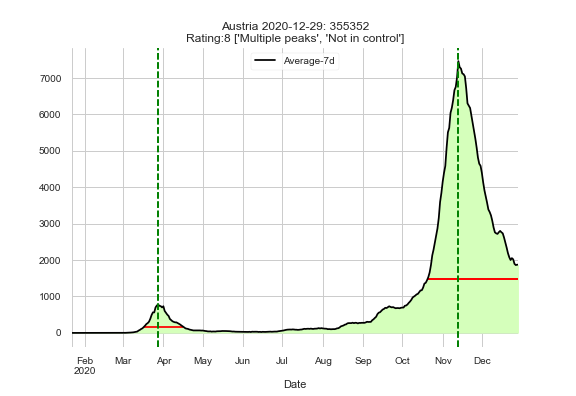 Austria 2020-12-29: 355352
Rating:8 ['Multiple peaks', 'Not in control']
Average-7d
7000
6000
5000
4000
3000
2000
1000
0
Feb Mar Apr May Jun Jul Aug Sep Oct Nov Dec
2020
Date